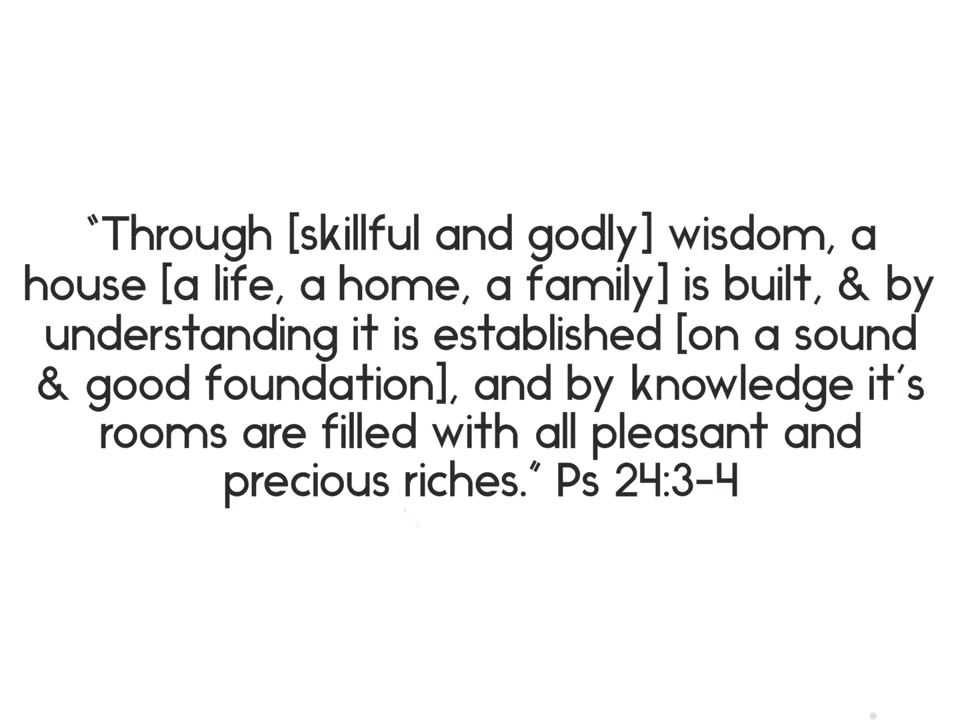 “Through [skillful and godly] wisdom, a
house [a life, a home, a family] is built, & by
understanding it is established [on a sound
& good foundation], and by knowledge it’s
rooms are filled with all pleasant and
precious riches.” Ps 24:3-4